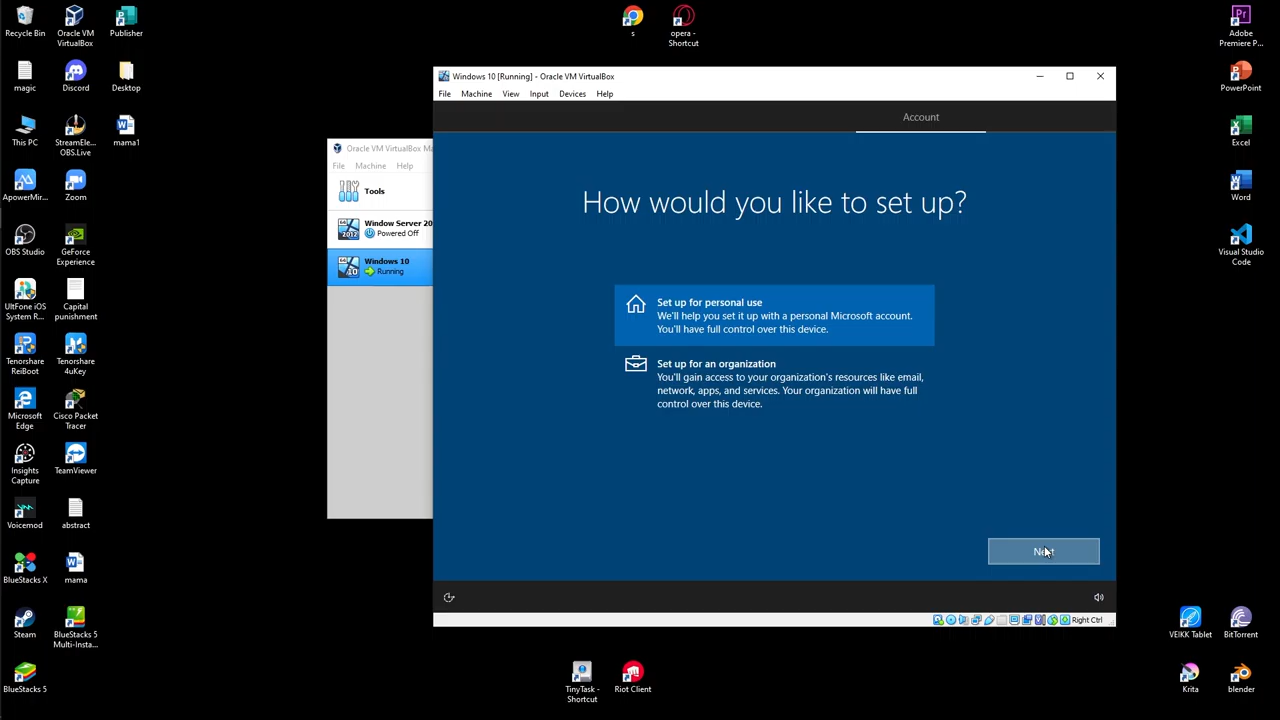 Recycle Bin
Oracle VM
VirtualBox
Publisher
s
opera -
Shortcut
Adobe
Premiere P...
magic
Discord
Desktop
PowerPoint
This PC
StreamEle...
OBS.Live
mama1
Excel
ApowerMir...
Zoom
Word
OBS Studio
GeForce
Experience
Visual Studio
Code
UltFone iOS
System R...
Capital
punishment
Tenorshare
ReiBoot
Tenorshare
4uKey
Microsoft
Edge
Cisco Packet
Tracer
Insights
Capture
TeamViewer
Voicemod
abstract
BlueStacks X
mama
Steam
BlueStacks 5
Multi-Insta...
BlueStacks 5
TinyTask -
Shortcut
Riot Client
VEIKK Tablet
BitTorrent
Krita
blender
Oracle VM VirtualBox Ma
File Machine Help
Tools
Window Server 20
Powered Off
Windows 10
Running
Windows 10 [Running] - Oracle VM VirtualBox
File Machine View Input Devices Help
Account
How would you like to set up?
Set up for personal use
We'll help you set it up with a personal Microsoft account.
You'll have full control over this device.
Set up for an organization
You'll gain access to your organization's resources like email,
network, apps, and services. Your organization will have full
control over this device.
Next
Right Ctrl